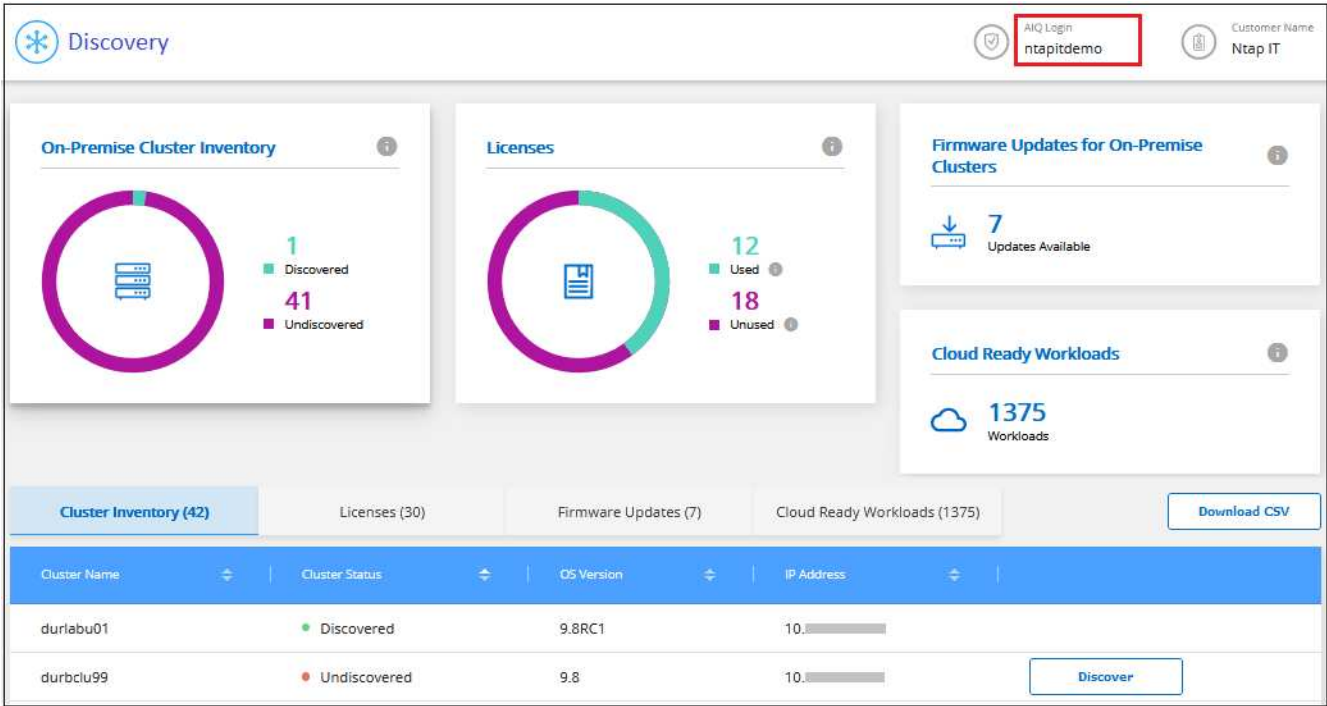 Discovery
AIQ Login
ntapitdemo
Customer Name
Ntap IT
On-Premise Cluster Inventory
1
Discovered
41
Undiscovered
Licenses
12
Used
18
Unused
Firmware Updates for On-Premise
Clusters
7
Updates Available
Cloud Ready Workloads
1375
Workloads
Cluster Inventory (42)
Licenses (30)
Firmware Updates (7)
Cloud Ready Workloads (1375)
Download CSV
Cluster Name
Cluster Status
OS Version
IP Address
durlabu01
Discovered
9.8RC1
10.
durbclu99
Undiscovered
9.8
10.
Discover